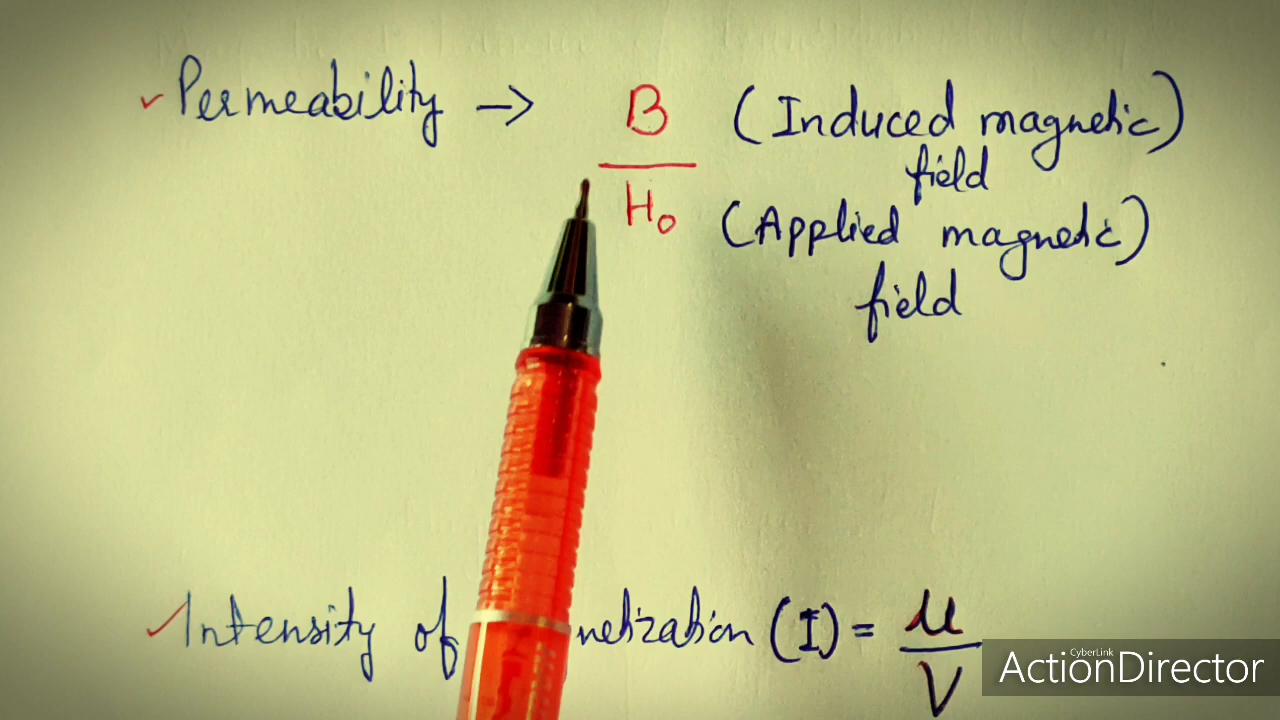 ✓ Permeability → B (Induced magnetic)
field
H₀ (Applied magnetic)
field
✓ Intensity of netization (I) = μ
V
CyberLink
ActionDirector